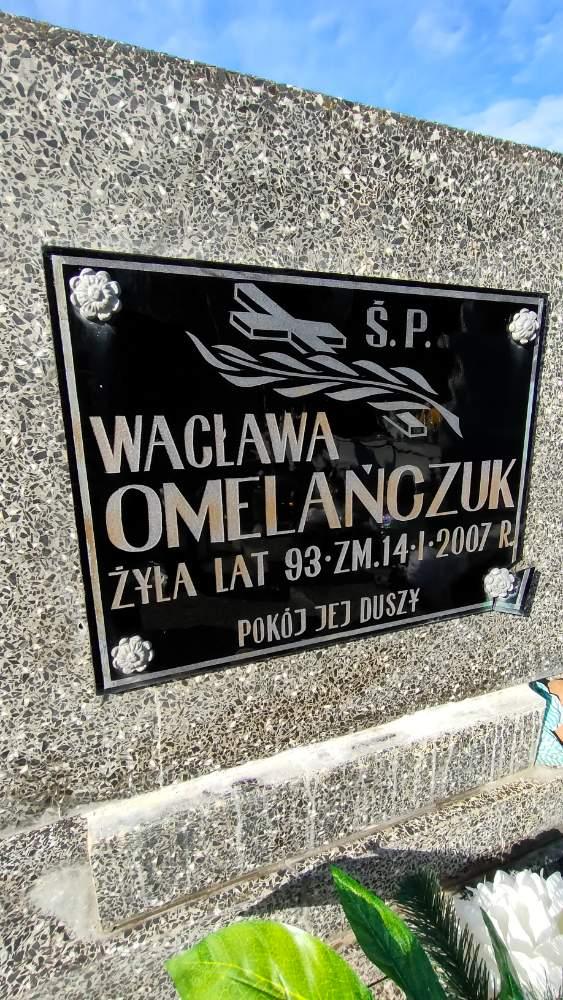 Ś.P.
WACŁAWA
OMELAŃCZUK
ŻYŁA LAT 93·ZM.14·I·2007 R.
POKÓJ JEJ DUSZY